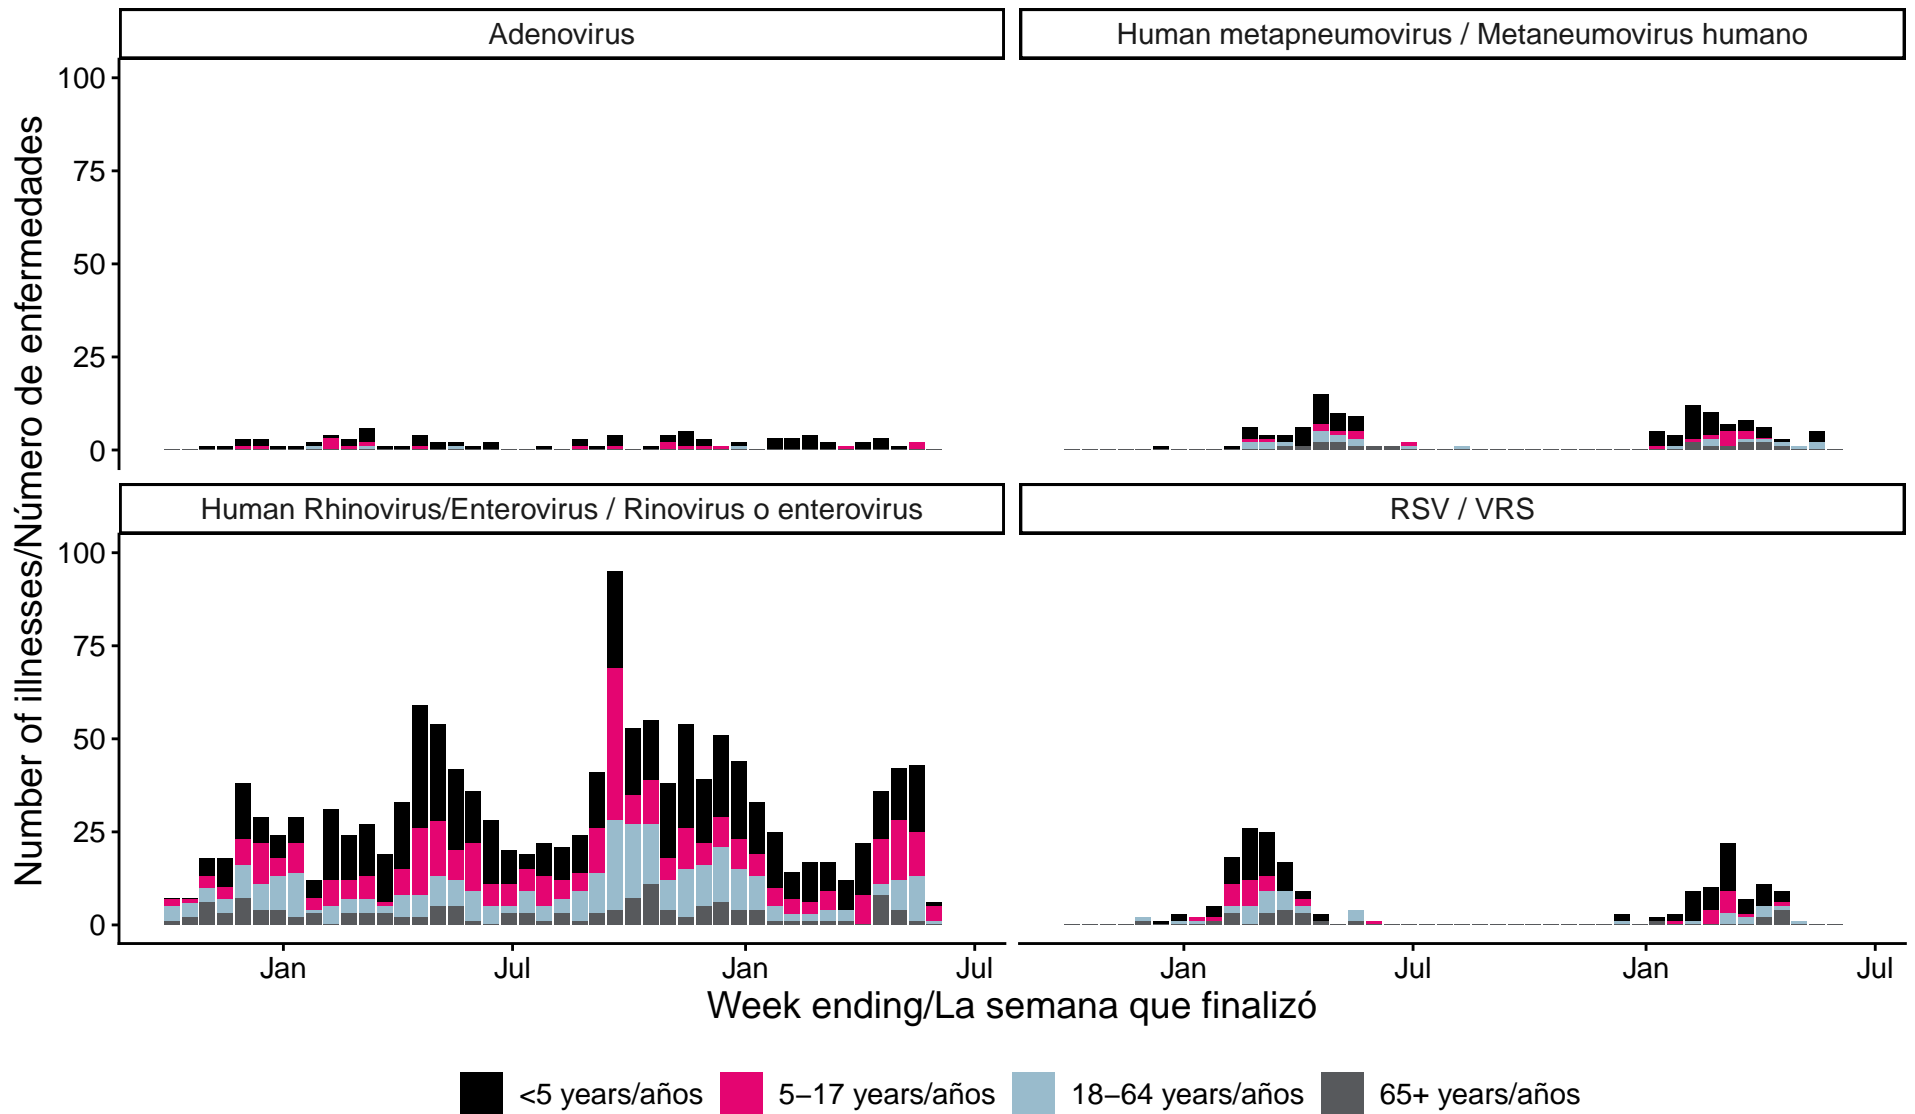 Adenovirus
Human metapneumovirus / Metaneumovirus humano
100
75
50
25
0
Human Rhinovirus/Enterovirus / Rinovirus o enterovirus
RSV / VRS
100
75
50
25
0
Number of illnesses/Número de enfermedades
Jan Jul Jan Jul
Jan Jul Jan Jul
Week ending/La semana que finalizó
<5 years/años 5–17 years/años 18–64 years/años 65+ years/años